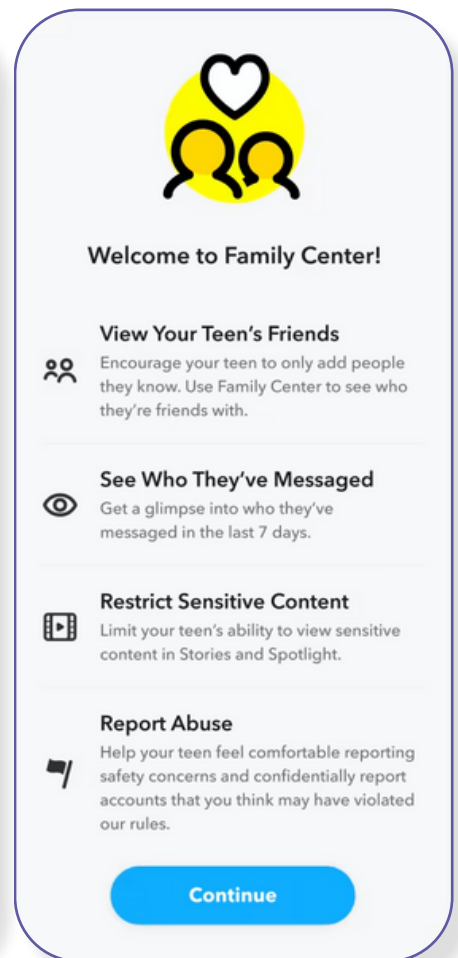 Welcome to Family Center!
View Your Teen's Friends
Encourage your teen to only add people
they know. Use Family Center to see who
they're friends with.
See Who They've Messaged
Get a glimpse into who they've
messaged in the last 7 days.
Restrict Sensitive Content
Limit your teen's ability to view sensitive
content in Stories and Spotlight.
Report Abuse
Help your teen feel comfortable reporting
safety concerns and confidentially report
accounts that you think may have violated
our rules.
Continue